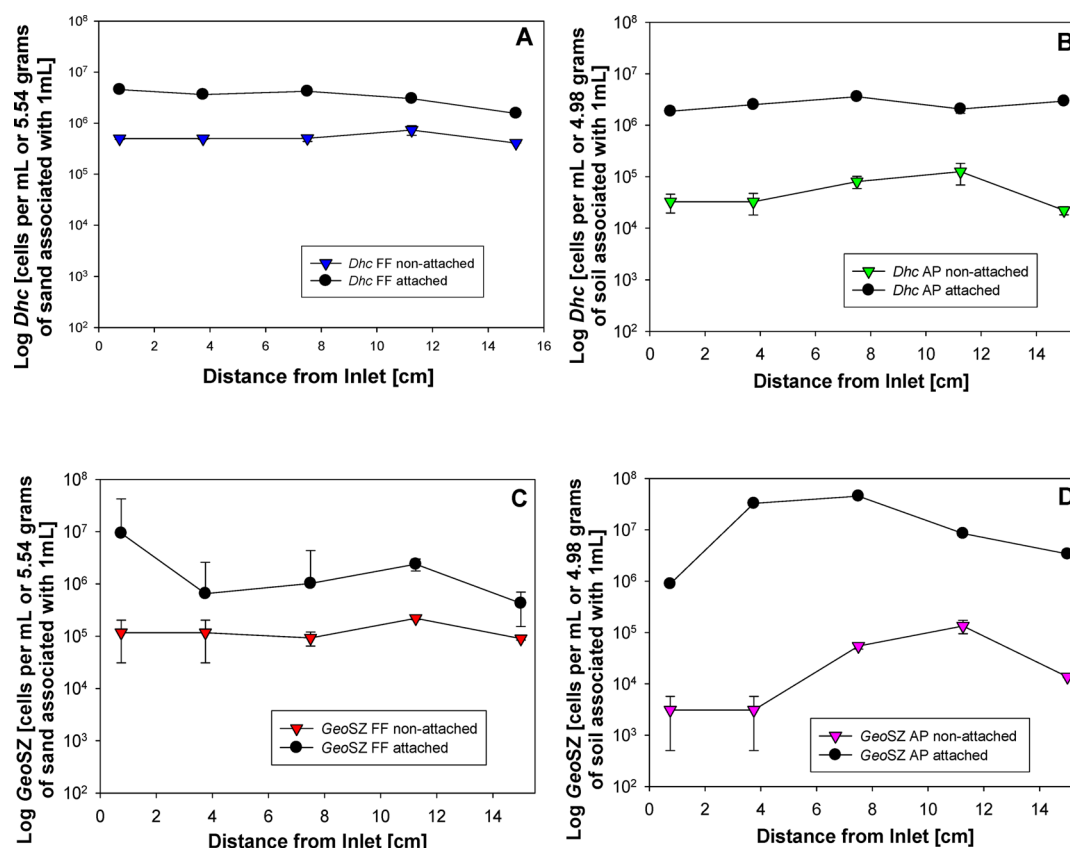 A
Log Dhc [cells per mL or 5.54 grams
of sand associated with 1mL]
10⁸
10⁷
10⁶
10⁵
10⁴
10³
10²
Dhc FF non-attached
Dhc FF attached
0 2 4 6 8 10 12 14 16
Distance from Inlet [cm]
B
Log Dhc [cells per mL or 4.98 grams
of soil associated with 1mL]
10⁸
10⁷
10⁶
10⁵
10⁴
10³
10²
Dhc AP non-attached
Dhc AP attached
0 2 4 6 8 10 12 14
Distance from Inlet [cm]
C
Log GeoSZ [cells per mL or 5.54 grams
of sand associated with 1mL]
10⁸
10⁷
10⁶
10⁵
10⁴
10³
10²
GeoSZ FF non-attached
GeoSZ FF attached
0 2 4 6 8 10 12 14
Distance from Inlet [cm]
D
Log GeoSZ [cells per mL or 4.98 grams
of soil associated with 1mL]
10⁸
10⁷
10⁶
10⁵
10⁴
10³
10²
GeoSZ AP non-attached
GeoSZ AP attached
0 2 4 6 8 10 12 14
Distance from Inlet [cm]